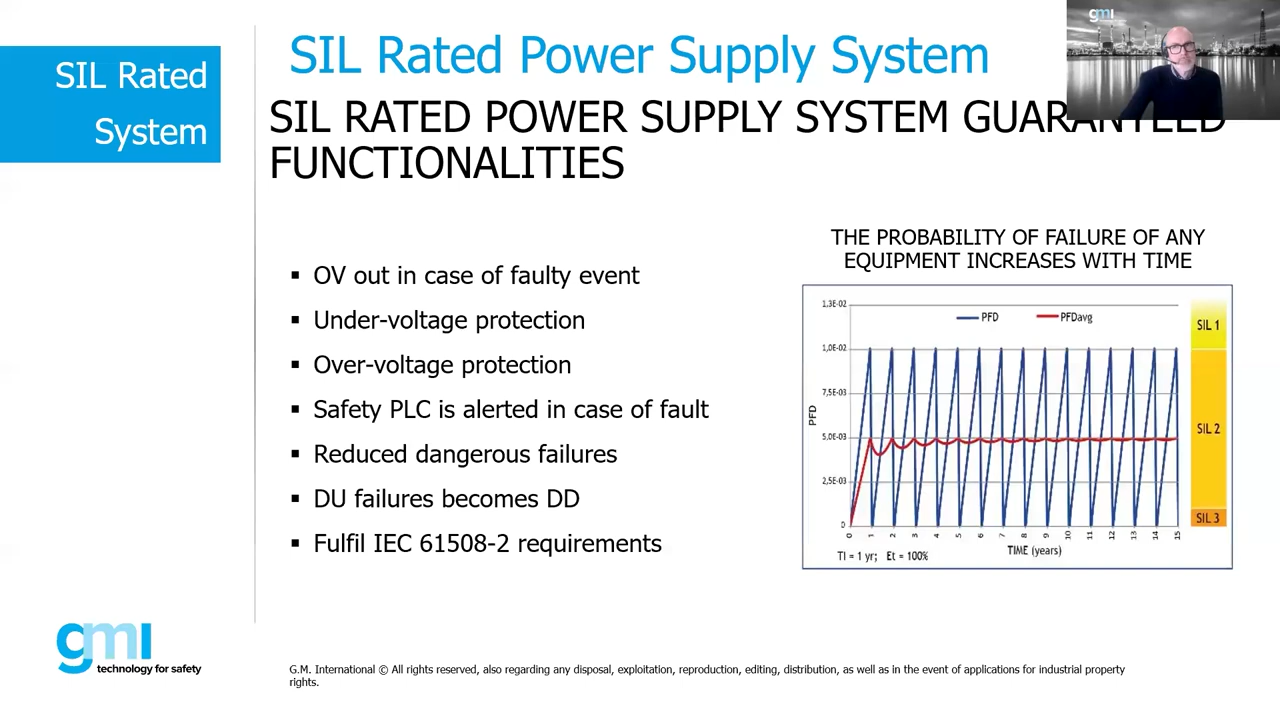 SIL Rated
System
SIL Rated Power Supply System
SIL RATED POWER SUPPLY SYSTEM GUARANTEED
FUNCTIONALITIES
gmi
▪ OV out in case of faulty event
▪ Under-voltage protection
▪ Over-voltage protection
▪ Safety PLC is alerted in case of fault
▪ Reduced dangerous failures
▪ DU failures becomes DD
▪ Fulfil IEC 61508-2 requirements
THE PROBABILITY OF FAILURE OF ANY
EQUIPMENT INCREASES WITH TIME
PFD
PFDavg
1,3E-02
1,0E-02
7,5E-03
5,0E-03
2,5E-03
0
PFD
0 1 2 3 4 5 6 7 8 9 10 11 12 13 14 15
TIME (years)
TI = 1 yr; Et = 100%
SIL 1
SIL 2
SIL 3
gmi
technology for safety
G.M. International © All rights reserved, also regarding any disposal, exploitation, reproduction, editing, distribution, as well as in the event of applications for industrial property
rights.